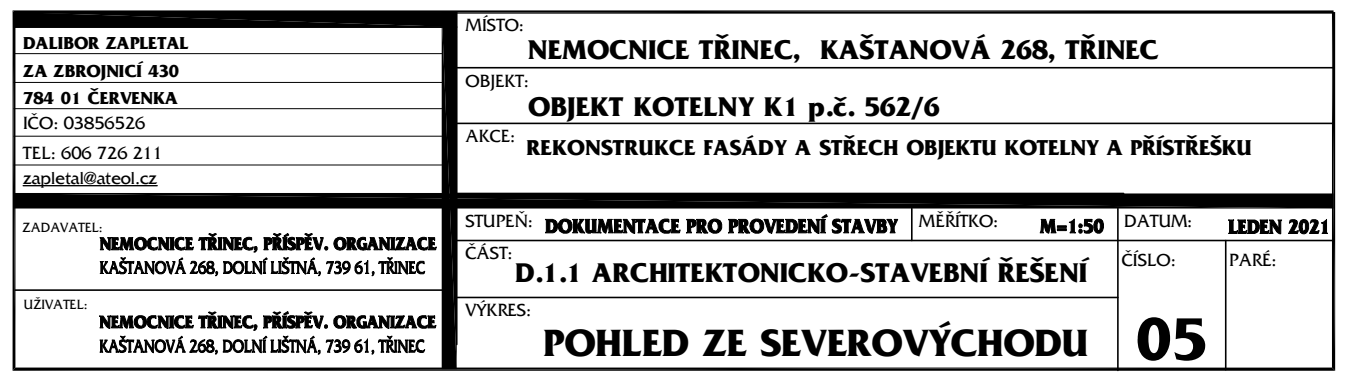 DALIBOR ZAPLETAL
ZA ZBROJNICÍ 430
784 01 ČERVENKA
IČO: 03856526
TEL: 606 726 211
zapletal@ateol.cz
MÍSTO:
NEMOCNICE TŘINEC, KAŠTANOVÁ 268, TŘINEC
OBJEKT:
OBJEKT KOTELNY K1 p.č. 562/6
AKCE: REKONSTRUKCE FASÁDY A STŘECH OBJEKTU KOTELNY A PŘÍSTŘEŠKU
ZADAVATEL:
NEMOCNICE TŘINEC, PŘÍSPĚV. ORGANIZACE
KAŠTANOVÁ 268, DOLNÍ LIŠTNÁ, 739 61, TŘINEC
UŽIVATEL:
NEMOCNICE TŘINEC, PŘÍSPĚV. ORGANIZACE
KAŠTANOVÁ 268, DOLNÍ LIŠTNÁ, 739 61, TŘINEC
STUPEŇ: DOKUMENTACE PRO PROVEDENÍ STAVBY
MĚŘÍTKO: M=1:50
DATUM: LEDEN 2021
ČÁST:
D.1.1 ARCHITEKTONICKO-STAVEBNÍ ŘEŠENÍ
VÝKRES:
POHLED ZE SEVEROVÝCHODU
ČÍSLO:
05
PARÉ: